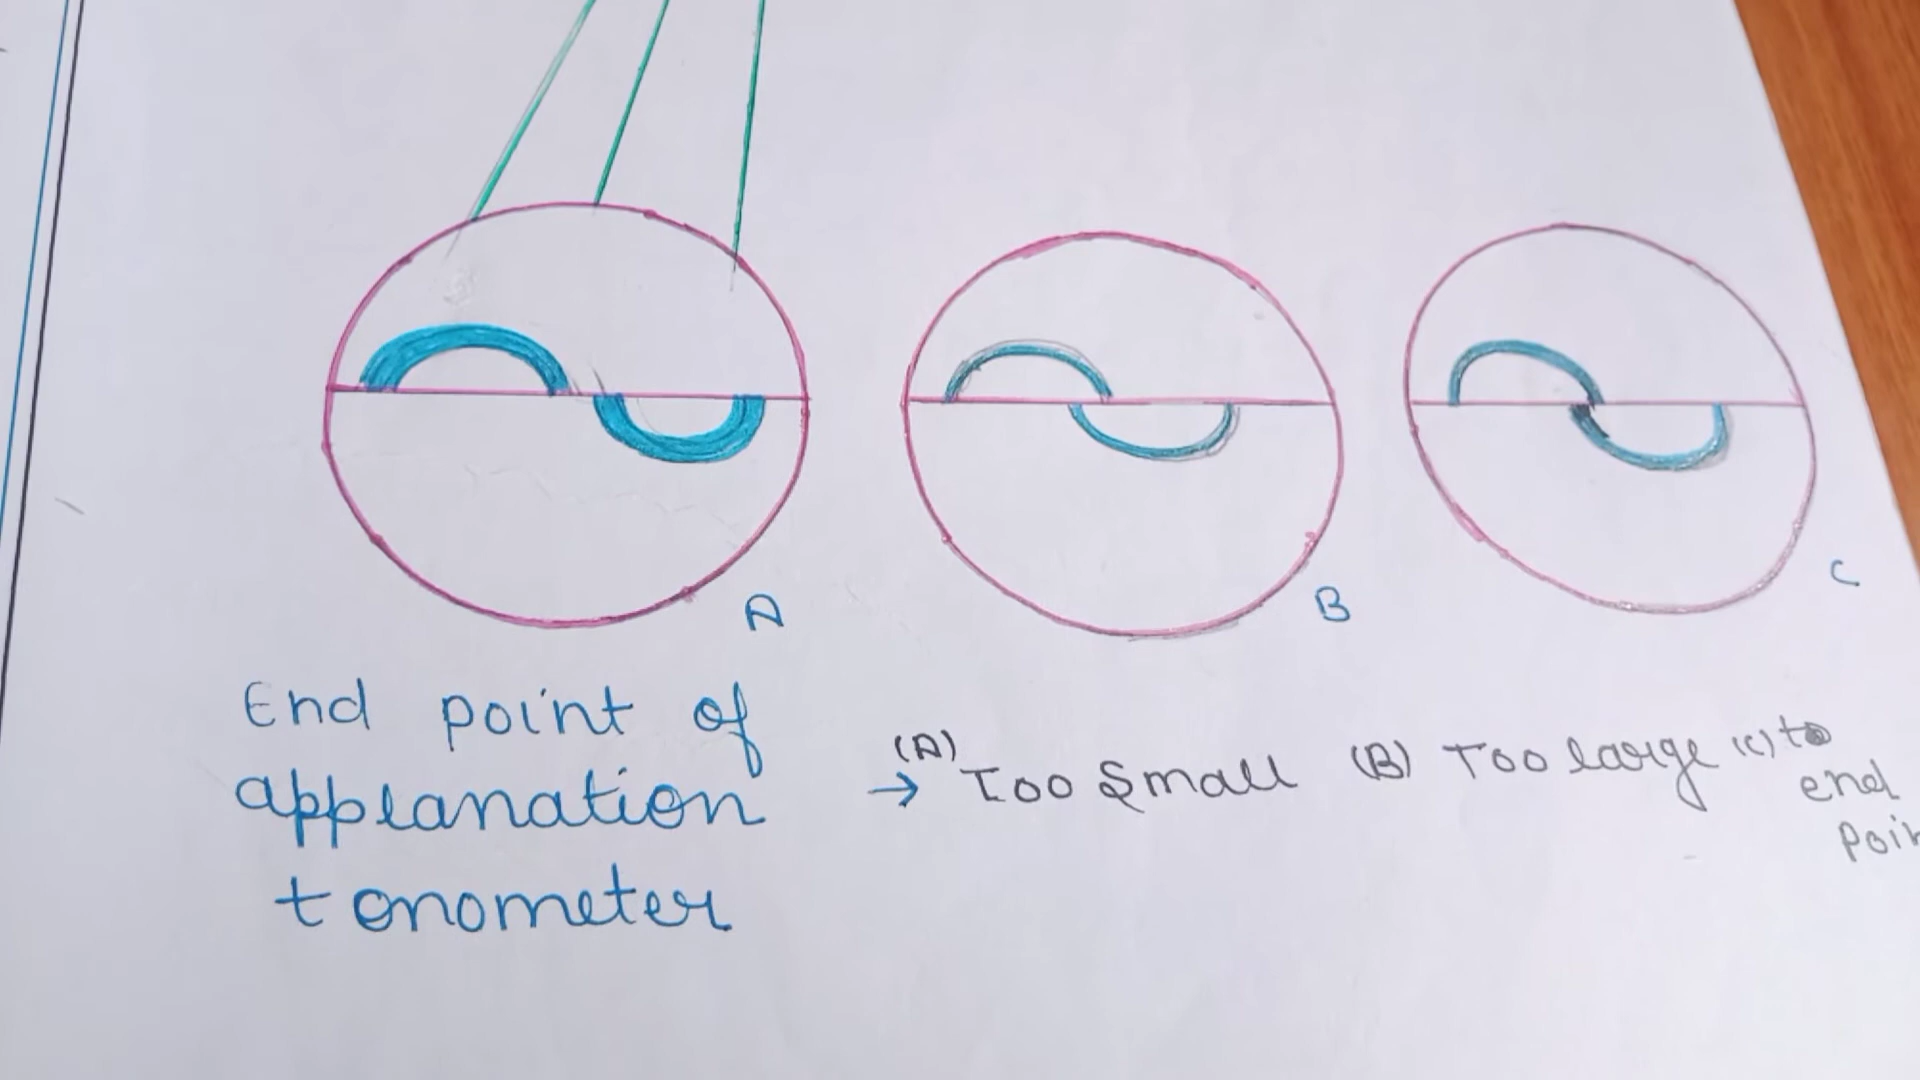 A
B
C
End point of
applanation
tonometer
→ (A) Too Small (B) Too large (c) to
end